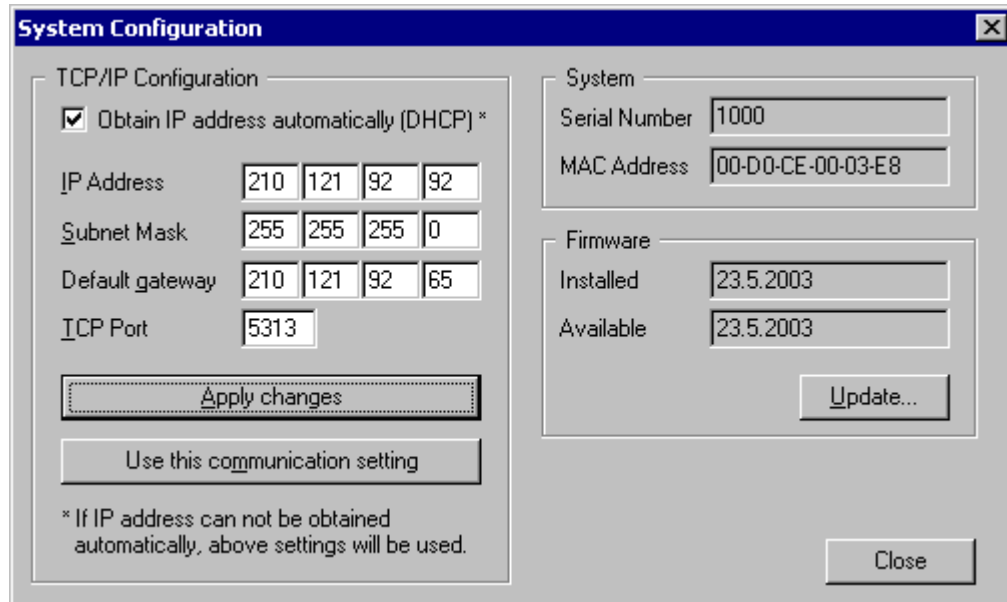 System Configuration
TCP/IP Configuration
Obtain IP address automatically (DHCP) *
IP Address 210 121 92 92
Subnet Mask 255 255 255 0
Default gateway 210 121 92 65
TCP Port 5313
Apply changes
Use this communication setting
* If IP address can not be obtained
automatically, above settings will be used.
System
Serial Number 1000
MAC Address 00-D0-CE-00-03-E8
Firmware
Installed 23.5.2003
Available 23.5.2003
Update...
Close